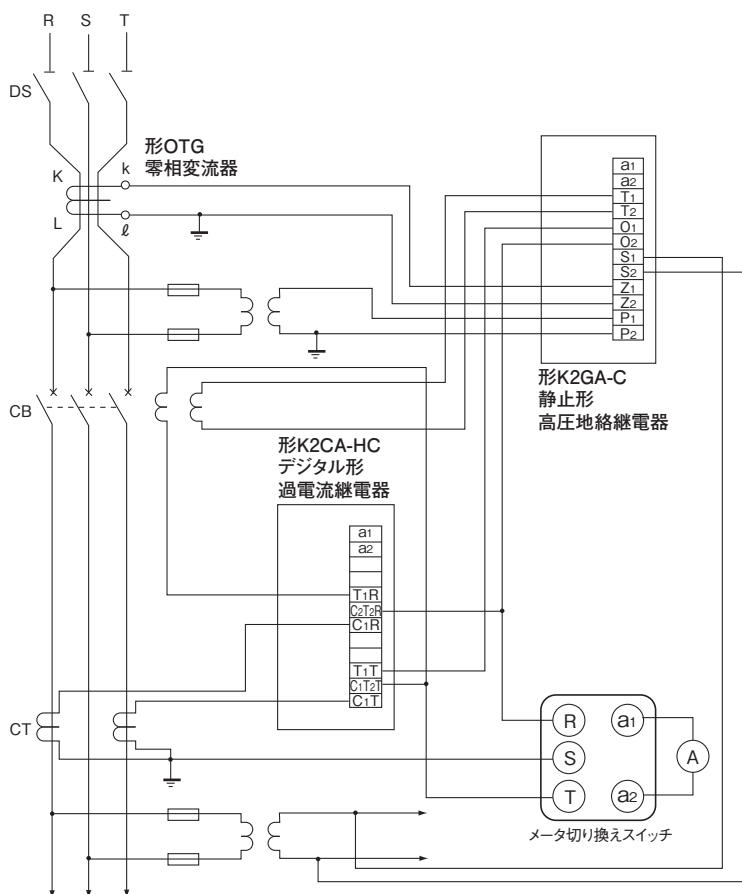 R S T
DS
形OTG
零相変流器
K
k
L
ℓ
a1
a2
T1
T2
O1
O2
S1
S2
Z1
Z2
P1
P2
形K2GA-C
静止形
高圧地絡継電器
CB
形K2CA-HC
デジタル形
過電流継電器
a1
a2
T1R
C2T2R
C1R
T1T
C1T2T
C1T
CT
R
a1
S
A
T
a2
メータ切り換えスイッチ